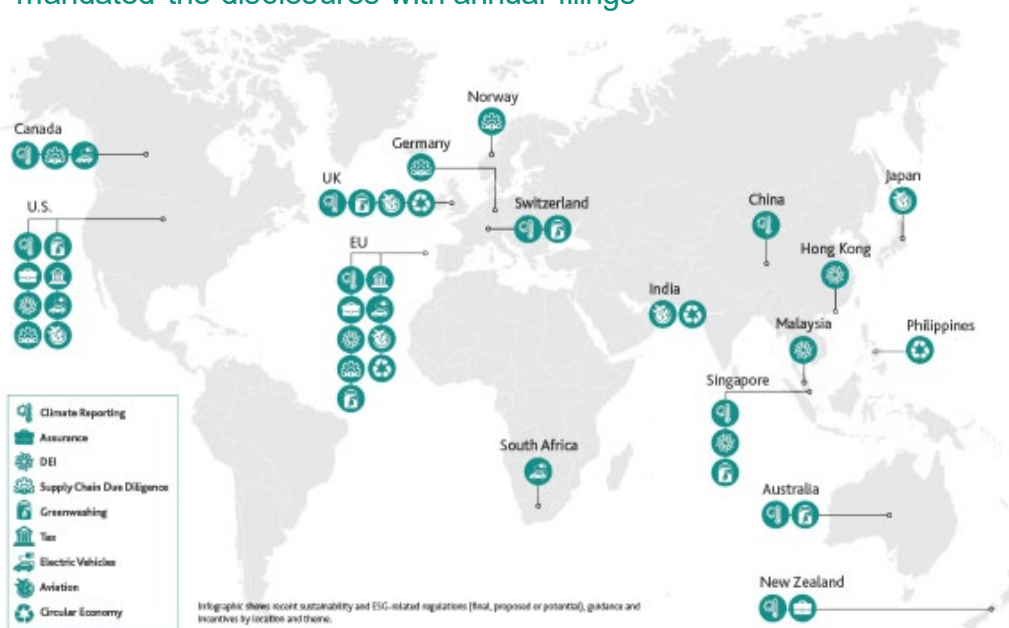 mandated the disclosures with annual filings
Norway
Canada
Germany
UK
Japan
U.S.
Switzerland
China
EU
Hong Kong
India
Malaysia
Philippines
Singapore
Climate Reporting
Assurance
DEI
South Africa
Supply Chain Due Diligence
Australia
Greenwashing
Tax
Electric Vehicles
Aviation
New Zealand
Circular Economy
Infographic shows recent sustainability and ESG-related regulations (final, proposed or potential), guidance and
incentives by location and theme.